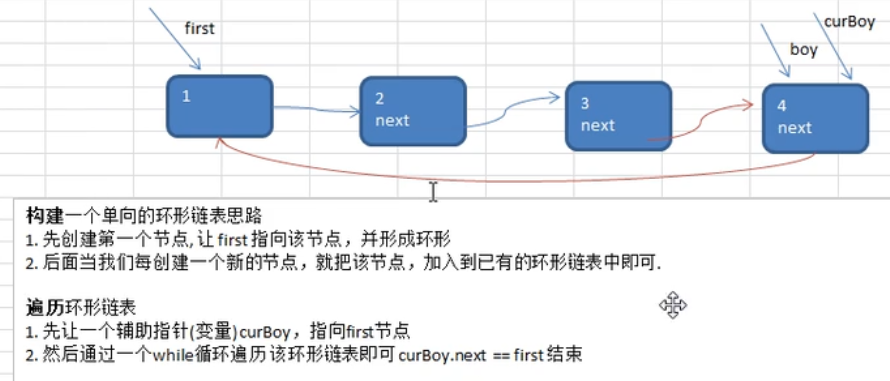 first
curBoy
boy
1
2
next
3
next
4
next
构建一个单向的环形链表思路
1. 先创建第一个节点, 让 first 指向该节点，并形成环形
2. 后面当我们每创建一个新的节点，就把该节点，加入到已有的环形链表中即可.
遍历环形链表
1. 先让一个辅助指针(变量) curBoy，指向first节点
2. 然后通过一个while循环遍历 该环形链表即可 curBoy.next == first 结束